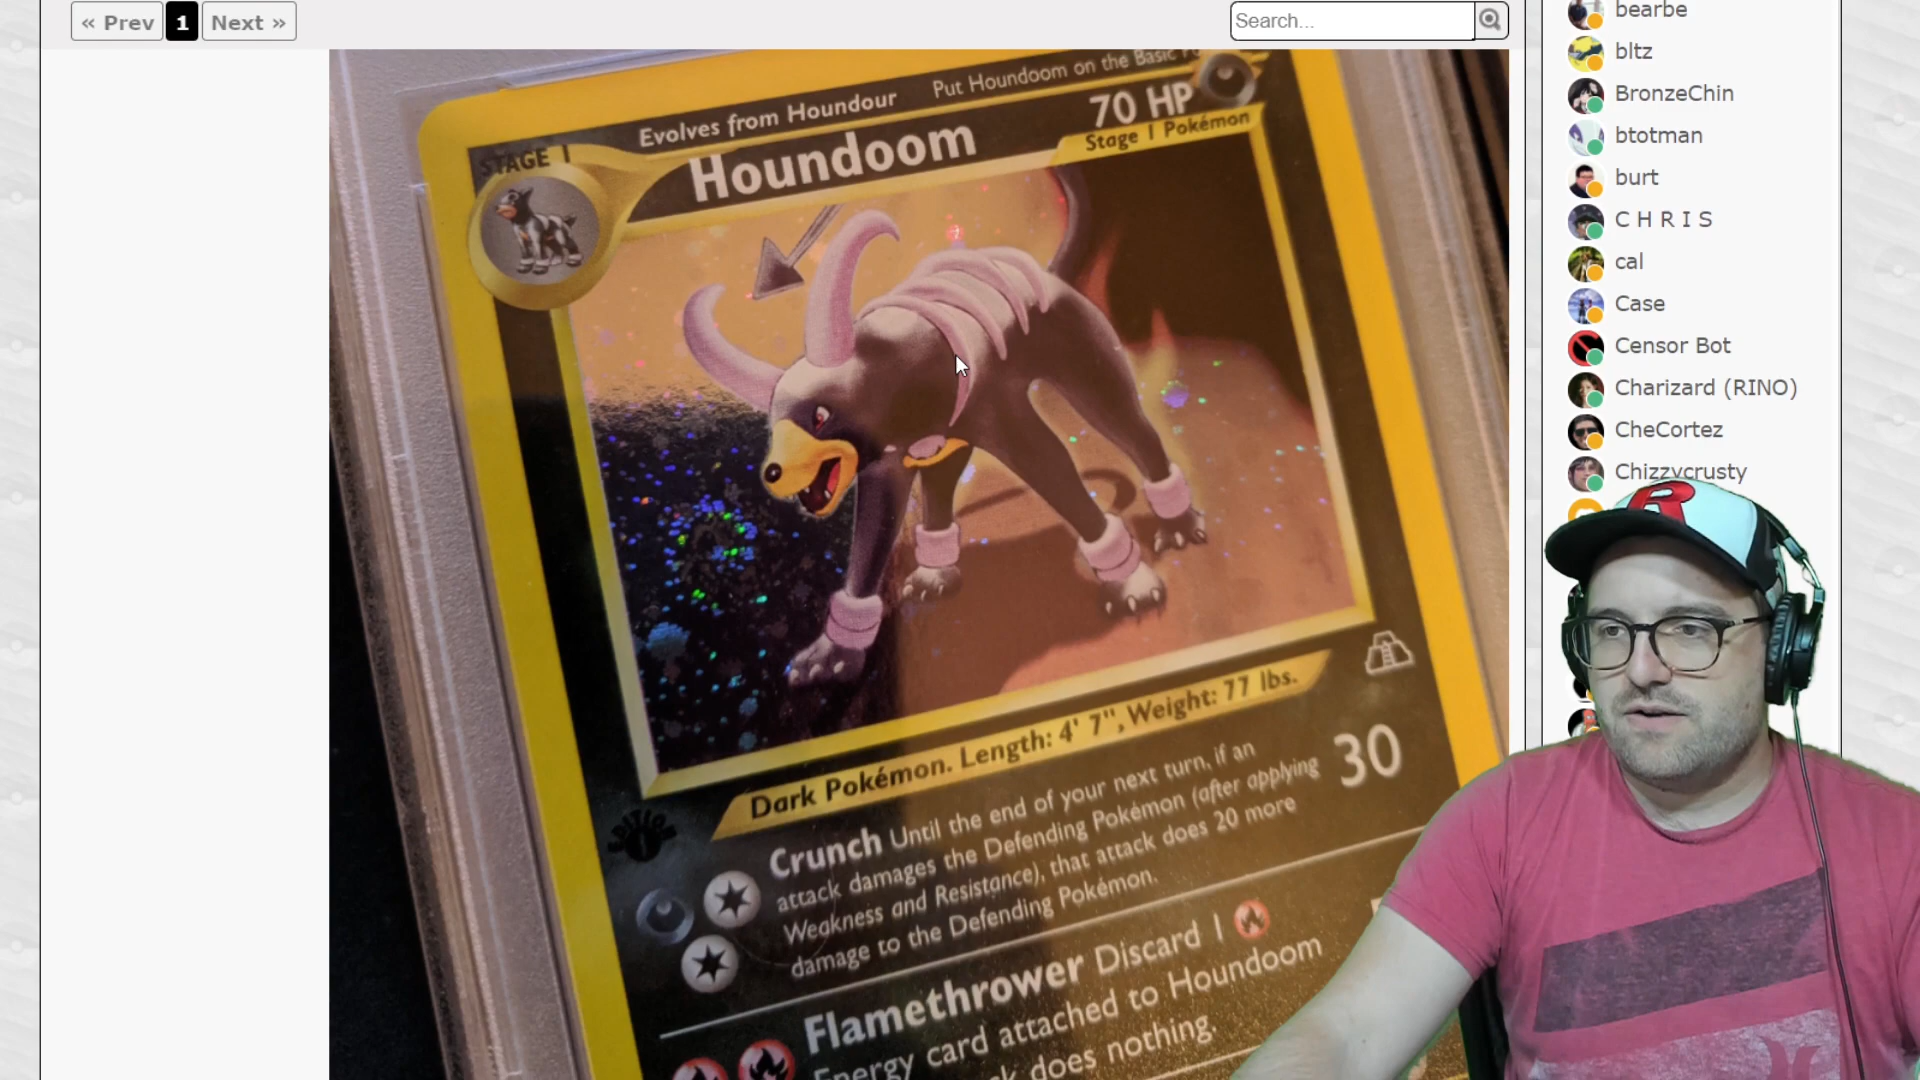 « Prev
1
Next »
Search...
Evolves from Houndour
Put Houndoom on the Basic
STAGE 1
Houndoom
70 HP
Stage 1 Pokémon
Dark Pokémon. Length: 4' 7", Weight: 77 lbs.
EDITION
1
Crunch Until the end of your next turn, if an
attack damages the Defending Pokémon (after applying
Weakness and Resistance), that attack does 20 more
damage to the Defending Pokémon.
30
Flamethrower Discard 1
Energy card attached to Houndoom
does nothing.
bearbe
bltz
BronzeChin
btotman
burt
C H R I S
cal
Case
Censor Bot
Charizard (RINO)
CheCortez
Chizzycrusty
R